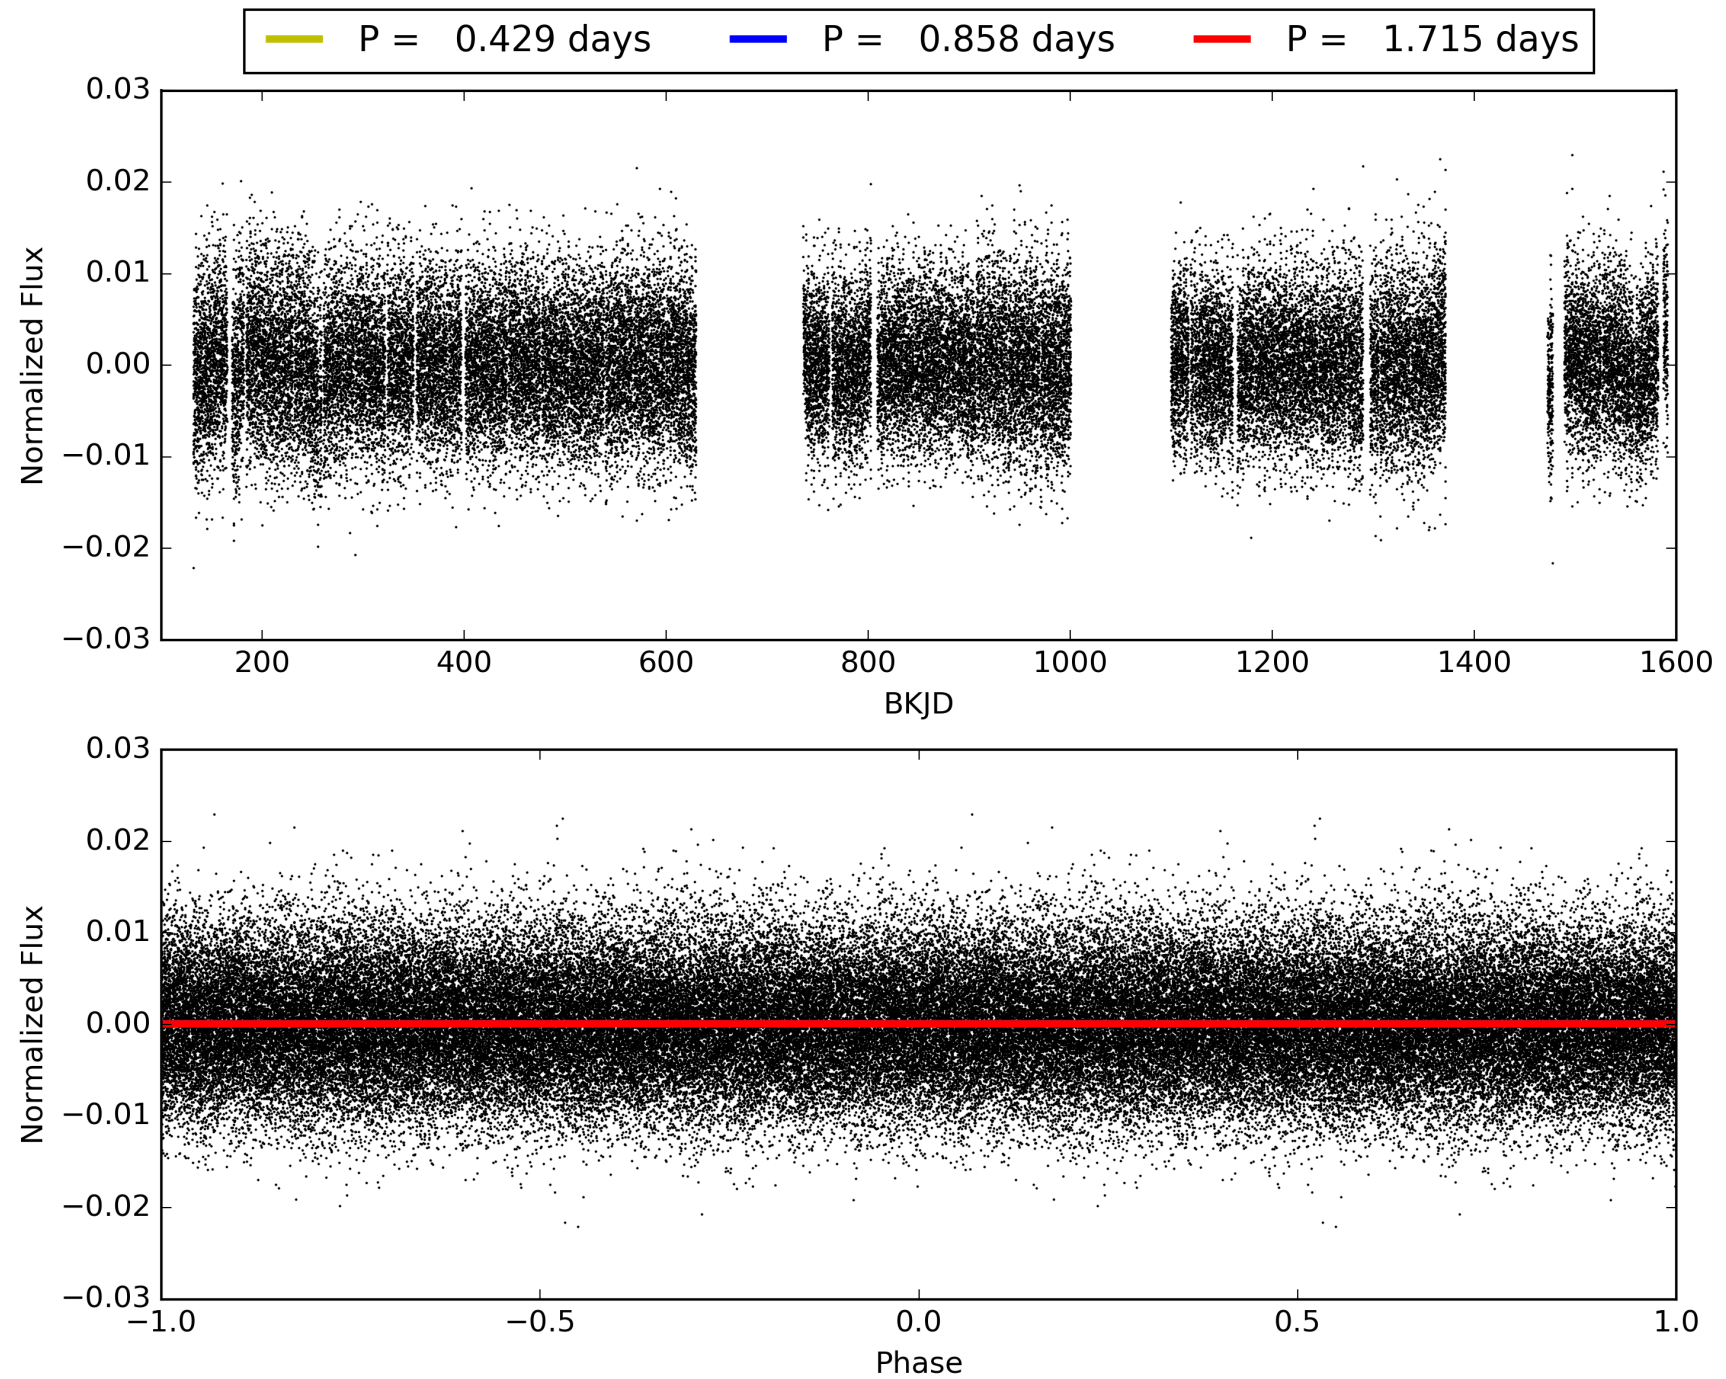 P = 0.429 days P = 0.858 days P = 1.715 days
0.03
0.02
0.01
0.00
−0.01
−0.02
−0.03
Normalized Flux
200 400 600 800 1000 1200 1400 1600
BKJD
0.03
0.02
0.01
0.00
−0.01
−0.02
−0.03
Normalized Flux
−1.0 −0.5 0.0 0.5 1.0
Phase